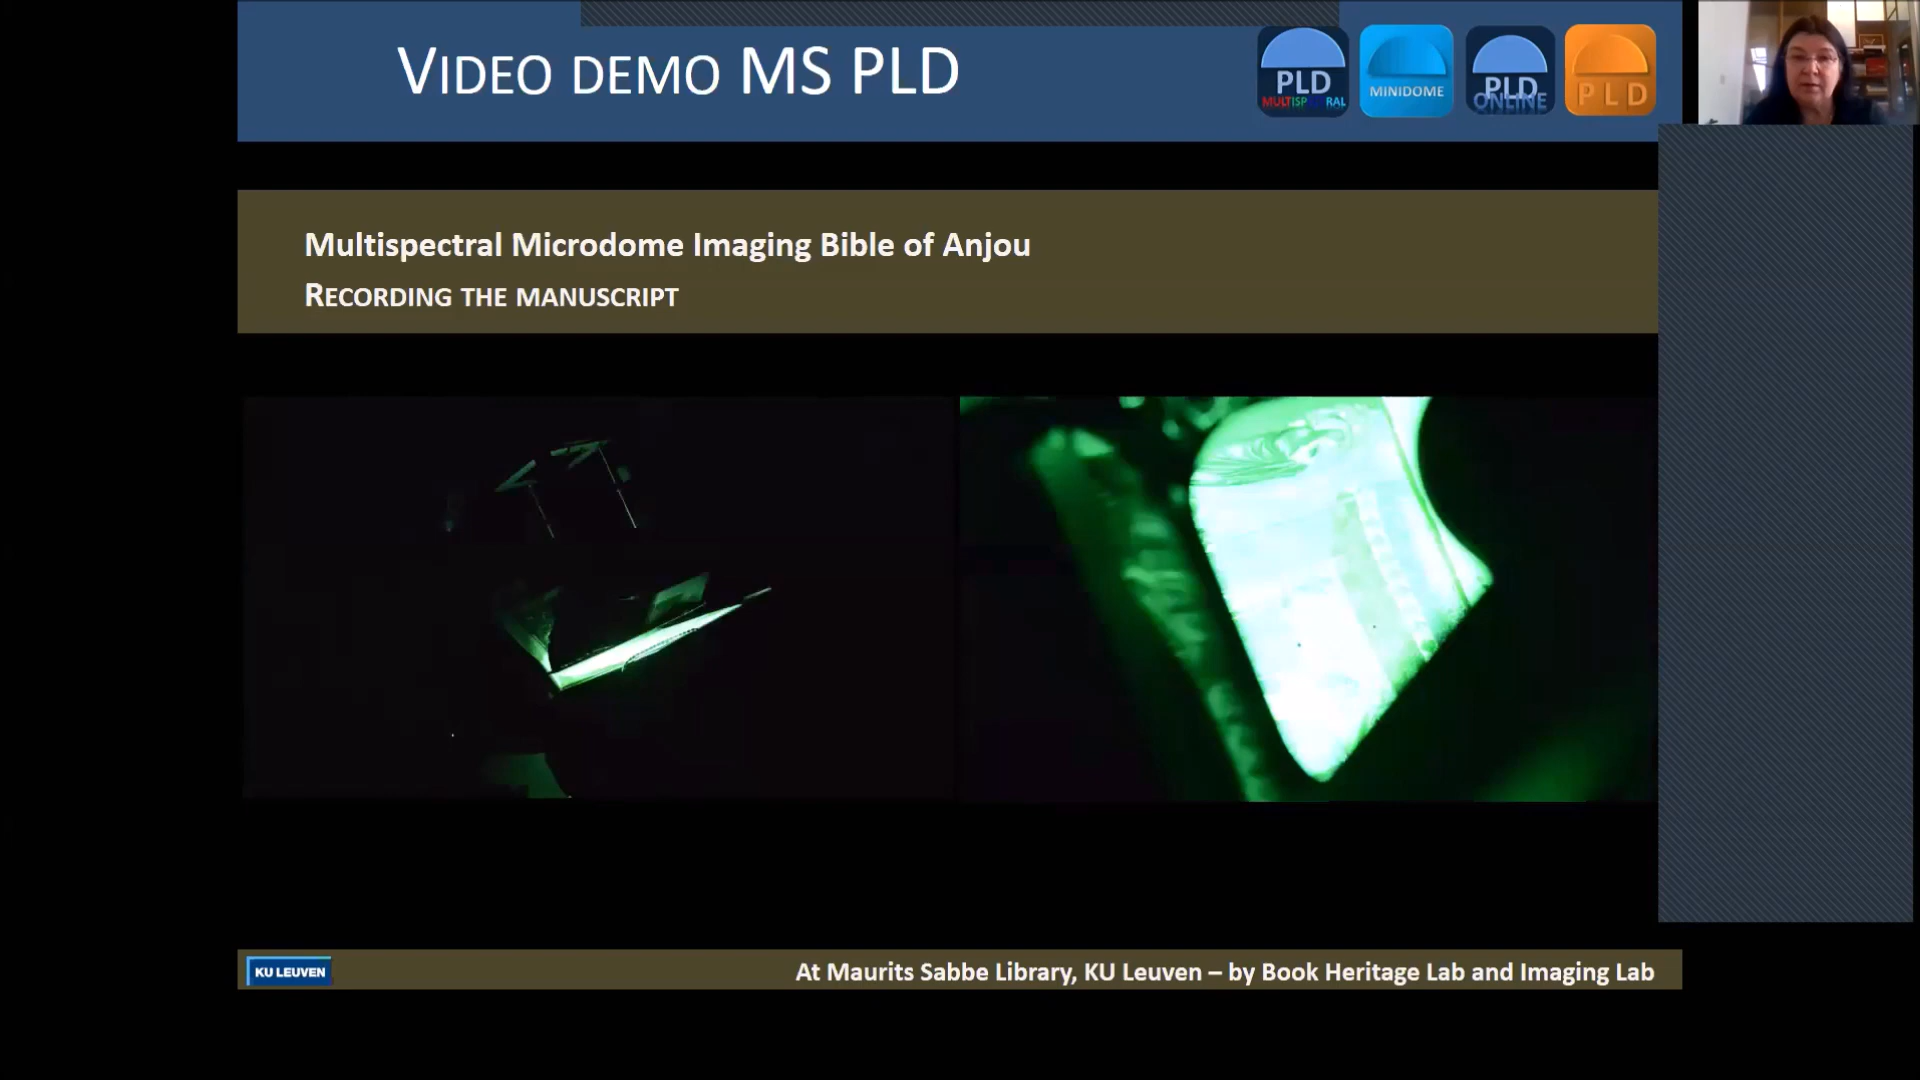 VIDEO DEMO MS PLD
PLD
MULTISPECTRAL
MINIDOME
PLD
ONLINE
PLD
Multispectral Microdome Imaging Bible of Anjou
RECORDING THE MANUSCRIPT
KU LEUVEN
At Maurits Sabbe Library, KU Leuven – by Book Heritage Lab and Imaging Lab